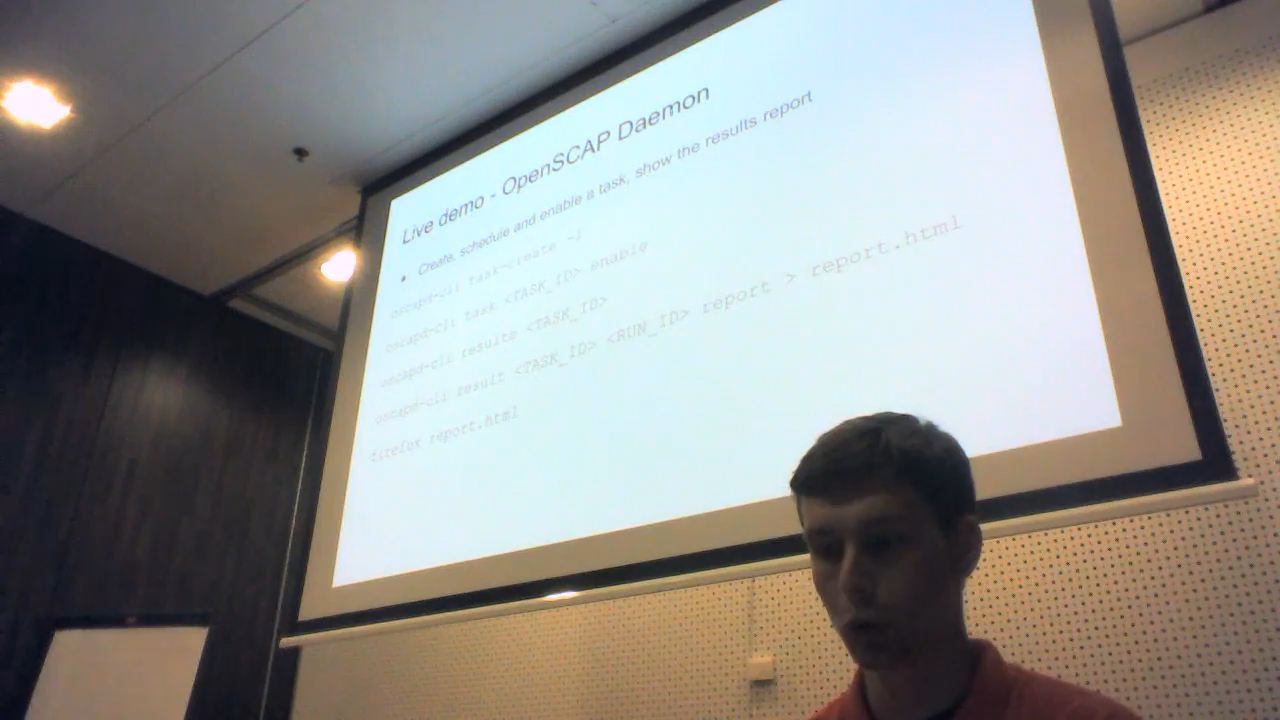 Live demo - OpenSCAP Daemon
• Create, schedule and enable a task, show the results report
oscapd-cli task-create -i
oscapd-cli task <TASK_ID> enable
oscapd-cli results <TASK_ID>
oscapd-cli result <TASK_ID> <RUN_ID> report > report.html
firefox report.html